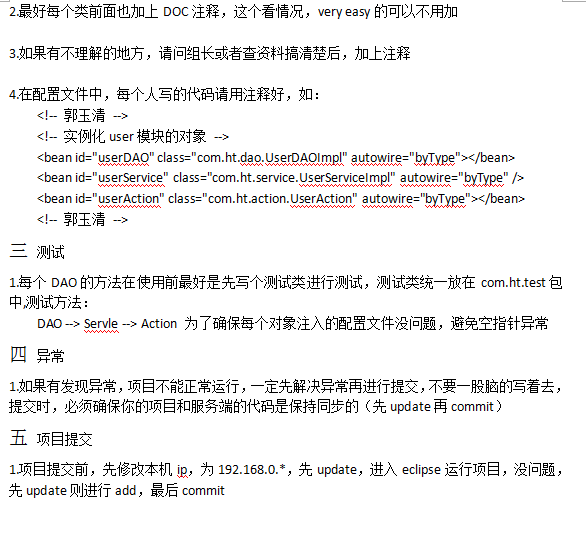 2.最好每个类前面也加上 DOC 注释，这个看情况，very easy 的可以不用加
3.如果有不理解的地方，请问组长或者查资料搞清楚后，加上注释
4.在配置文件中，每个人写的代码请用注释好，如：
<!-- 郭玉清 -->
<!-- 实例化 user 模块的对象 -->
<bean id="userDAO" class="com.ht.dao.UserDAOImpl" autowire="byType"></bean>
<bean id="userService" class="com.ht.service.UserServiceImpl" autowire="byType" />
<bean id="userAction" class="com.ht.action.UserAction" autowire="byType"></bean>
<!-- 郭玉清 -->
三 测试
1.每个 DAO 的方法在使用前最好是先写个测试类进行测试，测试类统一放在 com.ht.test 包
中,测试方法：
DAO --> Servle --> Action 为了确保每个对象注入的配置文件没问题，避免空指针异常
四 异常
1.如果有发现异常，项目不能正常运行，一定先解决异常再进行提交，不要一股脑的写着去，
提交时，必须确保你的项目和服务端的代码是保持同步的（先 update 再 commit）
五 项目提交
1.项目提交前，先修改本机 ip，为 192.168.0.*，先 update，进入 eclipse 运行项目，没问题，
先 update 则进行 add，最后 commit